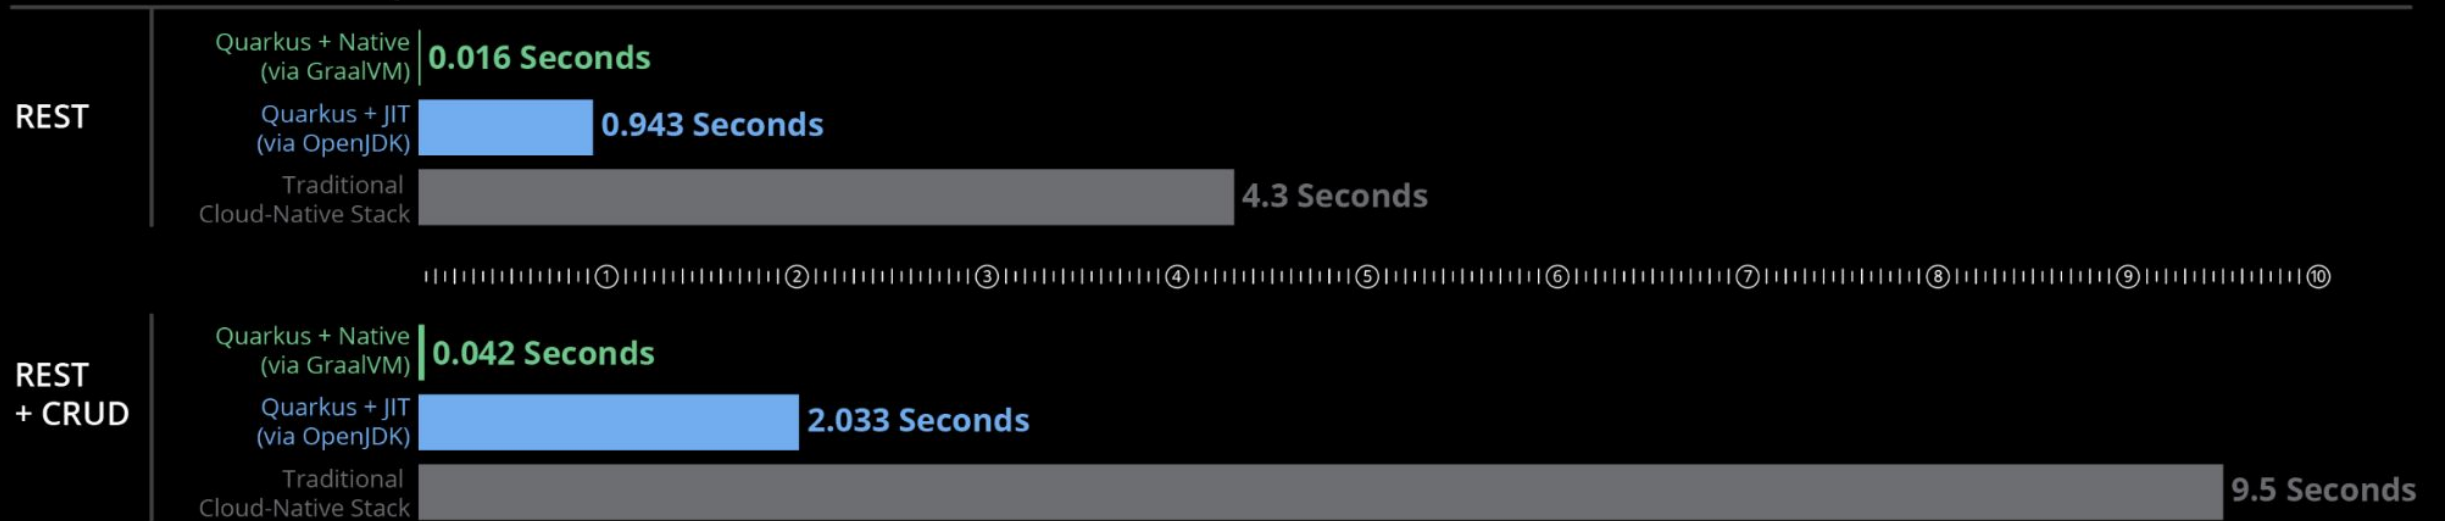 REST
Quarkus + Native
(via GraalVM)
0.016 Seconds
Quarkus + JIT
(via OpenJDK)
0.943 Seconds
Traditional
Cloud-Native Stack
4.3 Seconds
1 2 3 4 5 6 7 8 9 10
REST
+ CRUD
Quarkus + Native
(via GraalVM)
0.042 Seconds
Quarkus + JIT
(via OpenJDK)
2.033 Seconds
Traditional
Cloud-Native Stack
9.5 Seconds